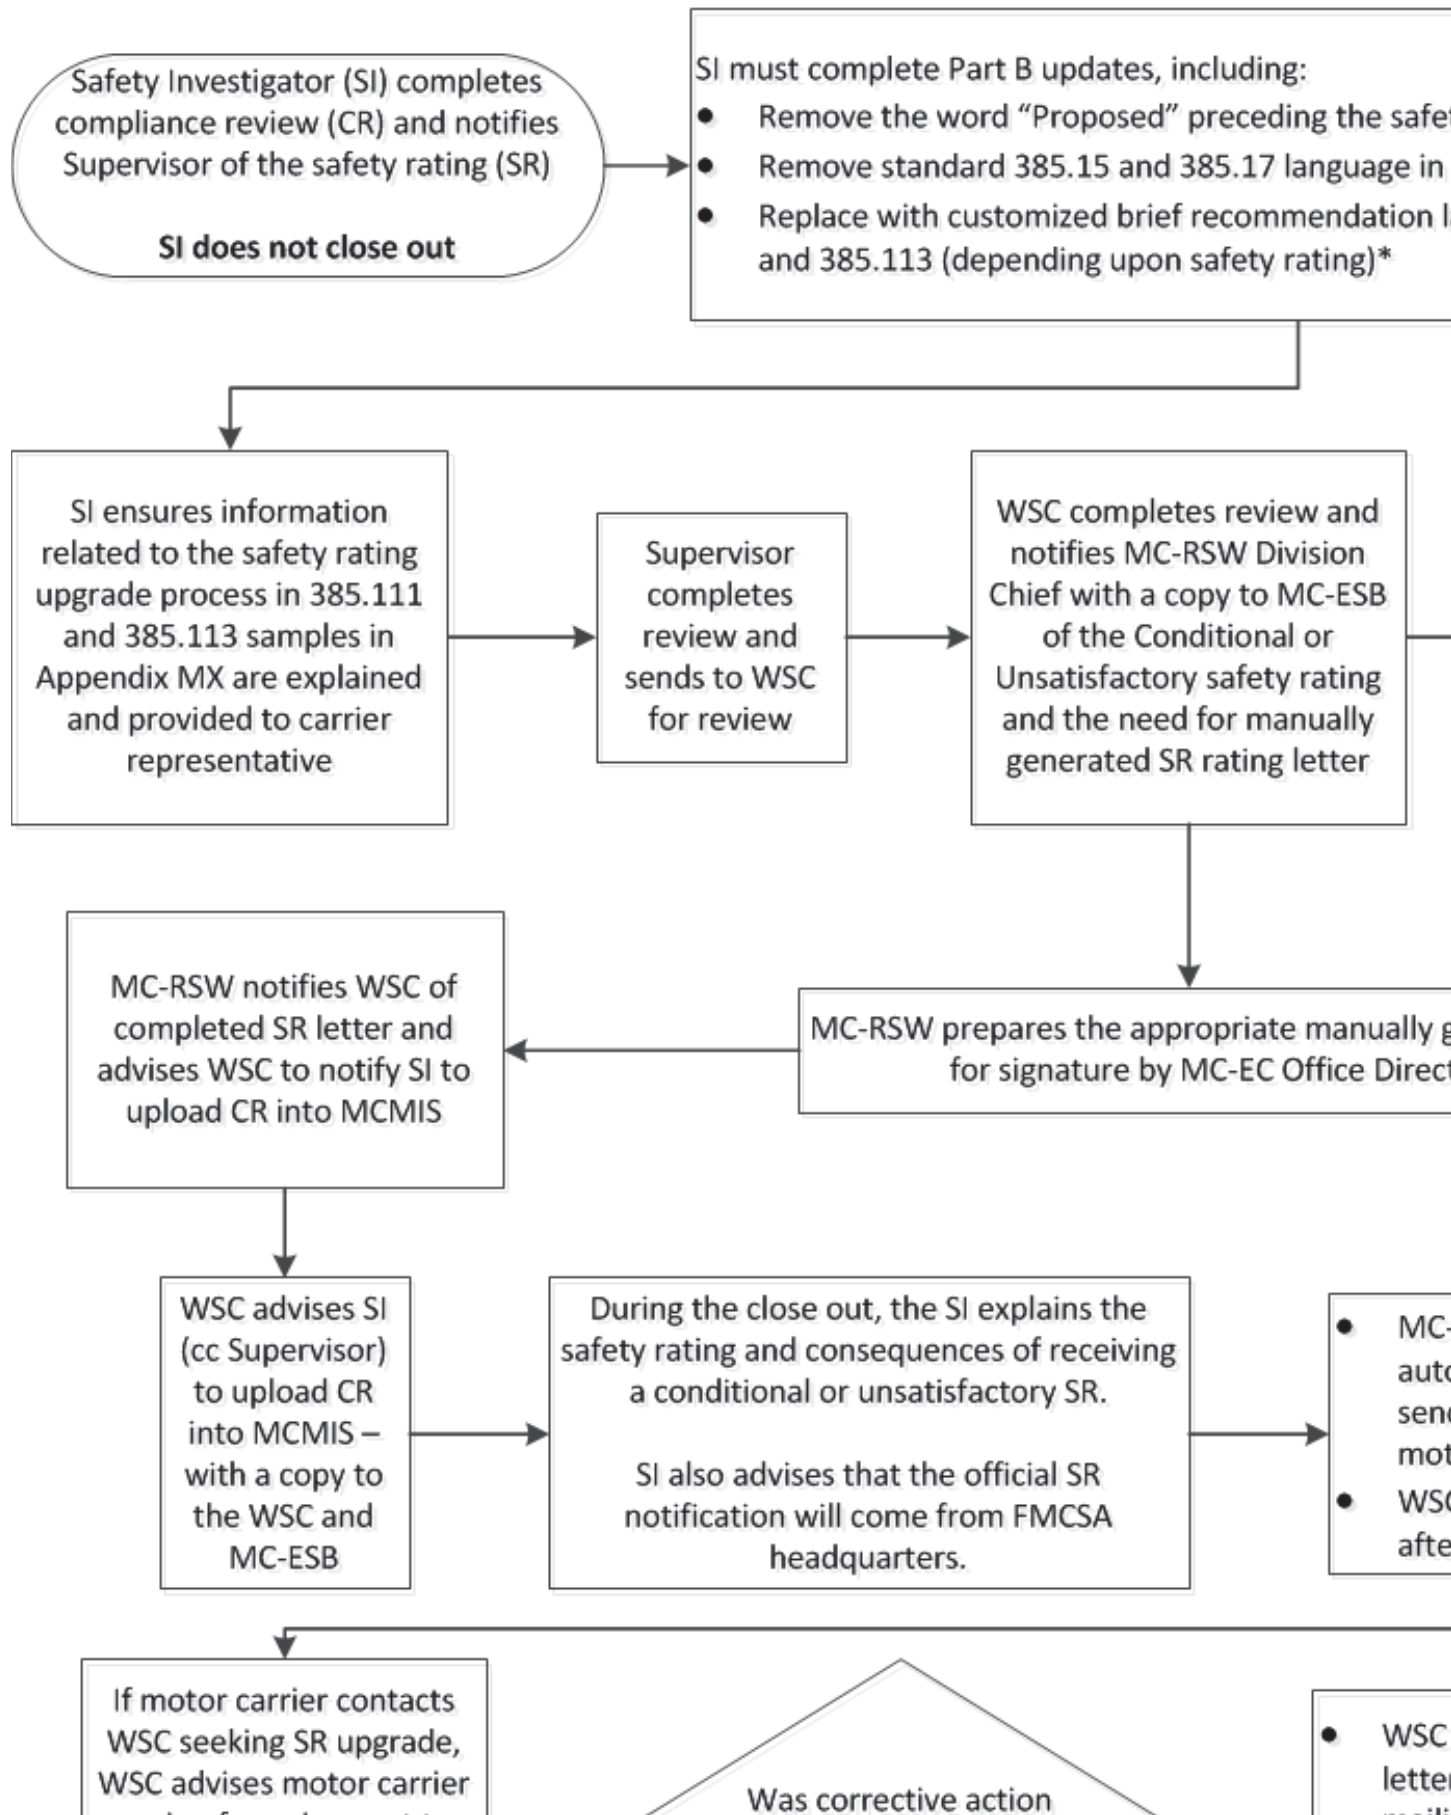 Safety Investigator (SI) completes
compliance review (CR) and notifies
Supervisor of the safety rating (SR)
SI does not close out
SI must complete Part B updates, including:
● Remove the word “Proposed” preceding the
● Remove standard 385.15 and 385.17 language in
● Replace with customized brief recommendation
and 385.113 (depending upon safety rating)*
SI ensures information
related to the safety rating
upgrade process in 385.111
and 385.113 samples in
Appendix MX are explained
and provided to carrier
representative
Supervisor
completes
review and
sends to WSC
for review
WSC completes review and
notifies MC-RSW Division
Chief with a copy to MC-ESB
of the Conditional or
Unsatisfactory safety rating
and the need for manually
generated SR rating letter
MC-RSW notifies WSC of
completed SR letter and
advises WSC to notify SI to
upload CR into MCMIS
MC-RSW prepares the appropriate manually
for signature by MC-EC Office
WSC advises SI
(cc Supervisor)
to upload CR
into MCMIS –
with a copy to
the WSC and
MC-ESB
During the close out, the SI explains the
safety rating and consequences of receiving
a conditional or unsatisfactory SR.
SI also advises that the official SR
notification will come from FMCSA
headquarters.
●
●
If motor carrier contacts
WSC seeking SR upgrade,
WSC advises motor carrier
Was corrective action
● WSC